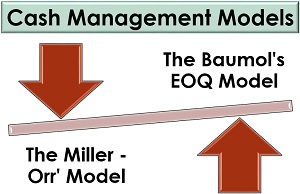 Cash Management Models
The Baumol's
EOQ Model
The Miller -
Orr' Model